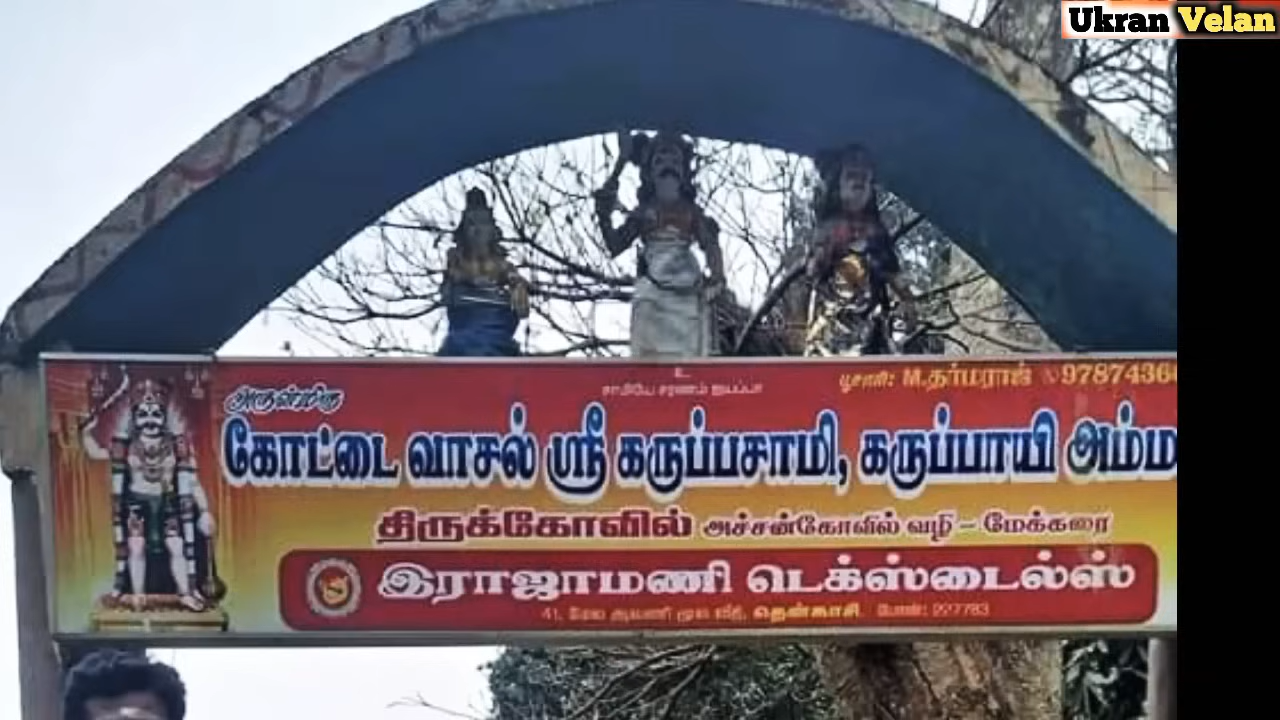 Ukran Velan
உ
சாமியே சரணம் ஐயப்பா
பூசாரி: M.தர்மராஜ் 9787436
அருள்மிகு
கோட்டை வாசல் ஸ்ரீ கருப்பசாமி, கருப்பாயி அம்ம
திருக்கோவில் அச்சன்கோவில் வழி – மேக்கரை
இராஜாமணி டெக்ஸ்டைல்ஸ்
41, மேல ஆவணி மூல வீதி, தென்காசி போன்: 227783